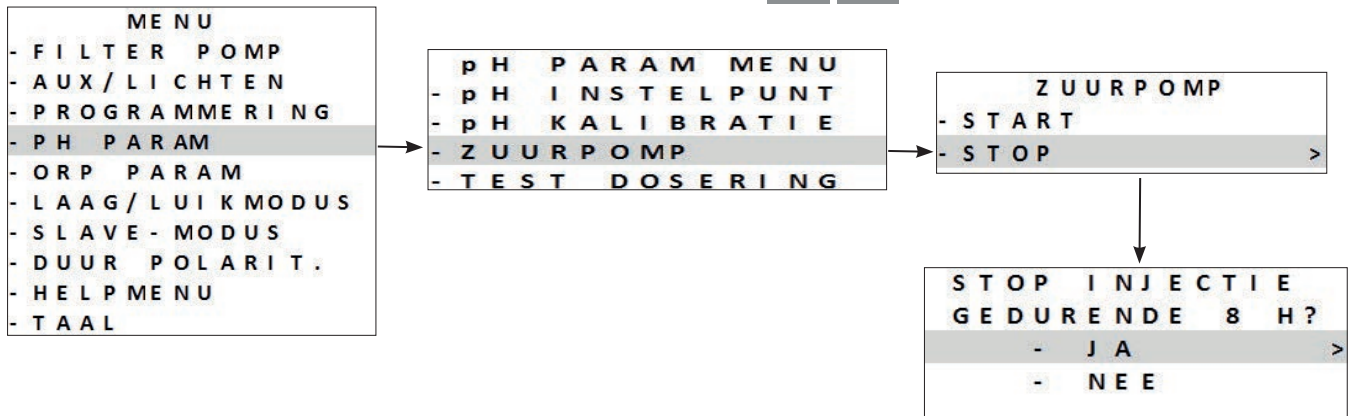 MENU
- FILTER POMP
- AUX/LICHTEN
- PROGRAMMERING
- PH PARAM
- ORP PARAM
- LAAG/LUIKMODUS
- SLAVE-MODUS
- DUUR POLARIT.
- HELPMENU
- TAAL
pH PARAM MENU
- pH INSTELPUNT
- pH KALIBRATIE
- ZUURPOMP
- TEST DOSERING
ZUURPOMP
- START
- STOP >
STOP INJECTIE
GEDURENDE 8 H?
- JA >
- NEE